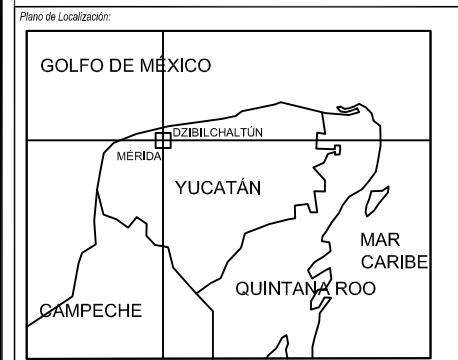 Plano de Localización:
GOLFO DE MÉXICO
DZIBILCHALTÚN
MÉRIDA
YUCATÁN
MAR
CARIBE
QUINTANA ROO
CAMPECHE